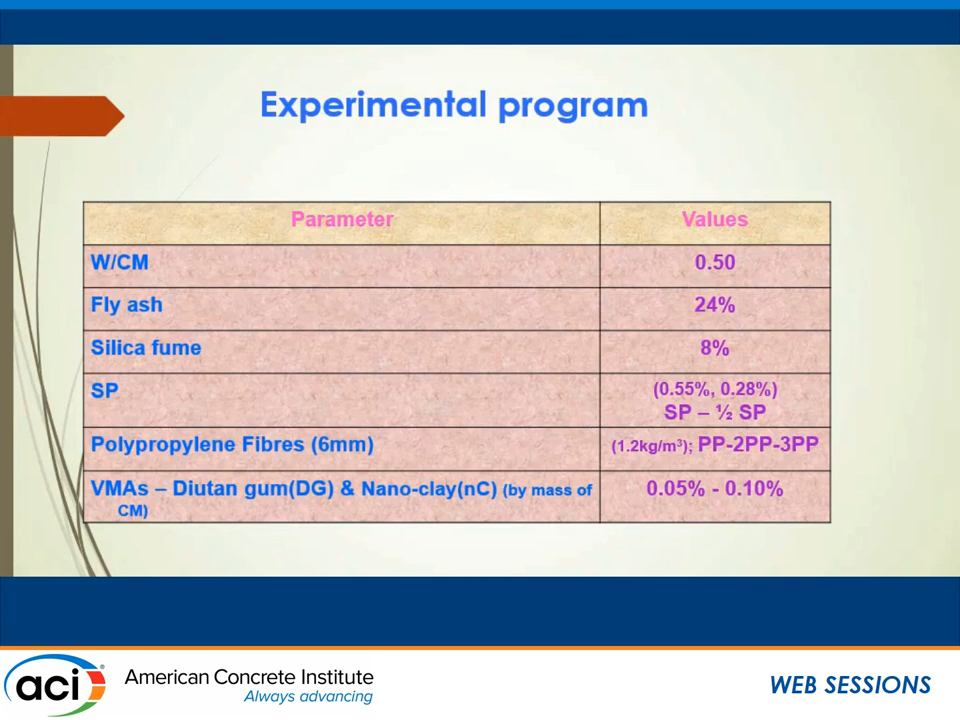 Experimental program
Parameter
Values
W/CM
0.50
Fly ash
24%
Silica fume
8%
SP
(0.55%, 0.28%)
SP – ½ SP
Polypropylene Fibres (6mm)
(1.2kg/m³); PP-2PP-3PP
VMAs – Diutan gum(DG) & Nano-clay(nC) (by mass of
CM)
0.05% - 0.10%
aci®
American Concrete Institute
Always advancing
WEB SESSIONS